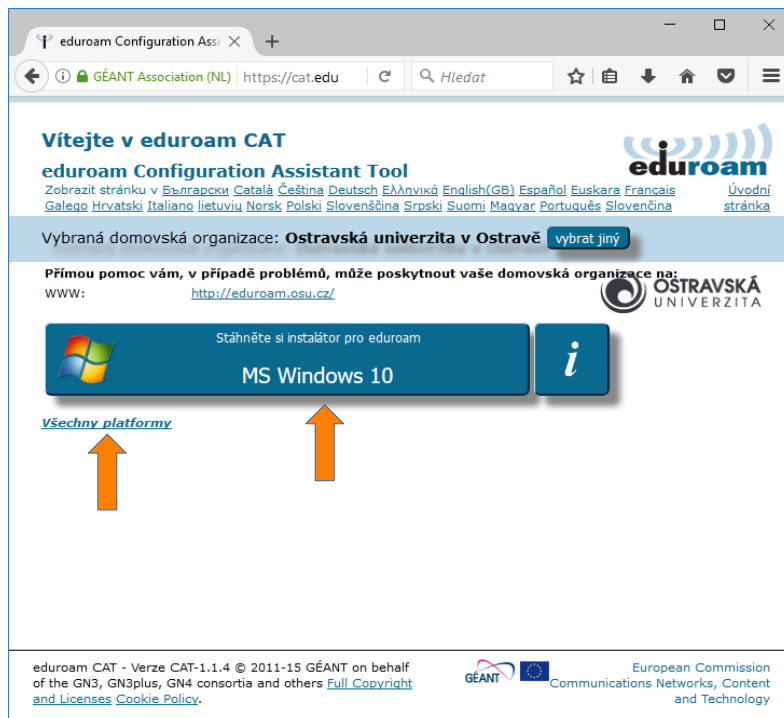 eduroam Configuration Assi
GÉANT Association (NL) https://cat.edu Hledat
Vítejte v eduroam CAT
eduroam Configuration Assistant Tool
eduroam
Zobrazit stránku v Български Català Čeština Deutsch Ελληνικά English(GB) Español Euskara Français
Galego Hrvatski Italiano lietuvių Norsk Polski Slovenščina Srpski Suomi Magyar Português Slovenčina
Úvodní
stránka
Vybraná domovská organizace: Ostravská univerzita v Ostravě vybrat jiný
Přímou pomoc vám, v případě problémů, může poskytnout vaše domovská organizace na:
WWW: http://eduroam.osu.cz/
OSTRAVSKÁ
UNIVERZITA
Stáhněte si instalátor pro eduroam
MS Windows 10
i
Všechny platformy
eduroam CAT - Verze CAT-1.1.4 © 2011-15 GÉANT on behalf
of the GN3, GN3plus, GN4 consortia and others Full Copyright
and Licenses Cookie Policy.
GÉANT
European Commission
Communications Networks, Content
and Technology